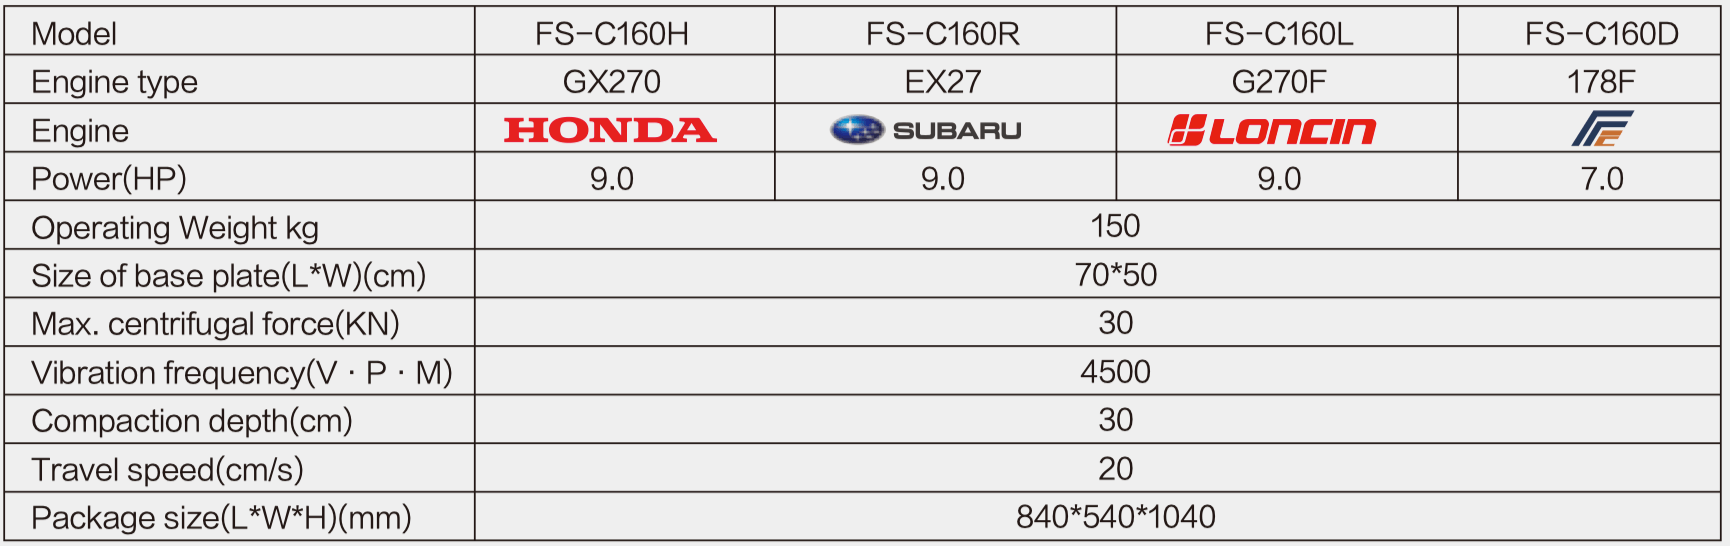 Model FS-C160H FS-C160R FS-C160L FS-C160D
Engine type GX270 EX27 G270F 178F
Engine HONDA SUBARU LONCIN
Power(HP) 9.0 9.0 9.0 7.0
Operating Weight kg 150
Size of base plate(L*W)(cm) 70*50
Max. centrifugal force(KN) 30
Vibration frequency(V · P · M) 4500
Compaction depth(cm) 30
Travel speed(cm/s) 20
Package size(L*W*H)(mm) 840*540*1040